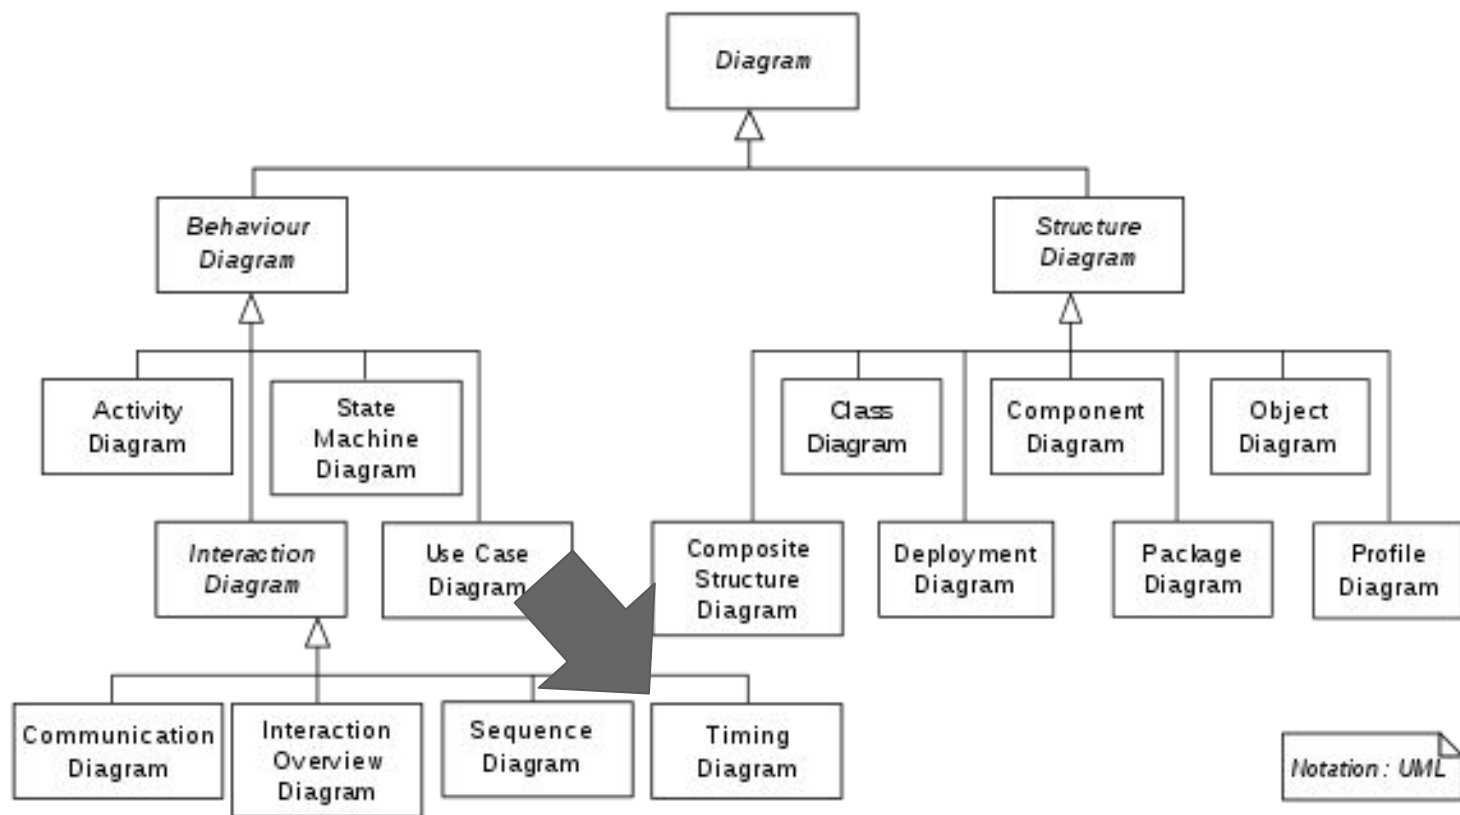 Diagram
Behaviour
Diagram
Structure
Diagram
Activity
Diagram
State
Machine
Diagram
Class
Diagram
Component
Diagram
Object
Diagram
Interaction
Diagram
Use Case
Diagram
Composite
Structure
Diagram
Deployment
Diagram
Package
Diagram
Profile
Diagram
Communication
Diagram
Interaction
Overview
Diagram
Sequence
Diagram
Timing
Diagram
Notation: UML